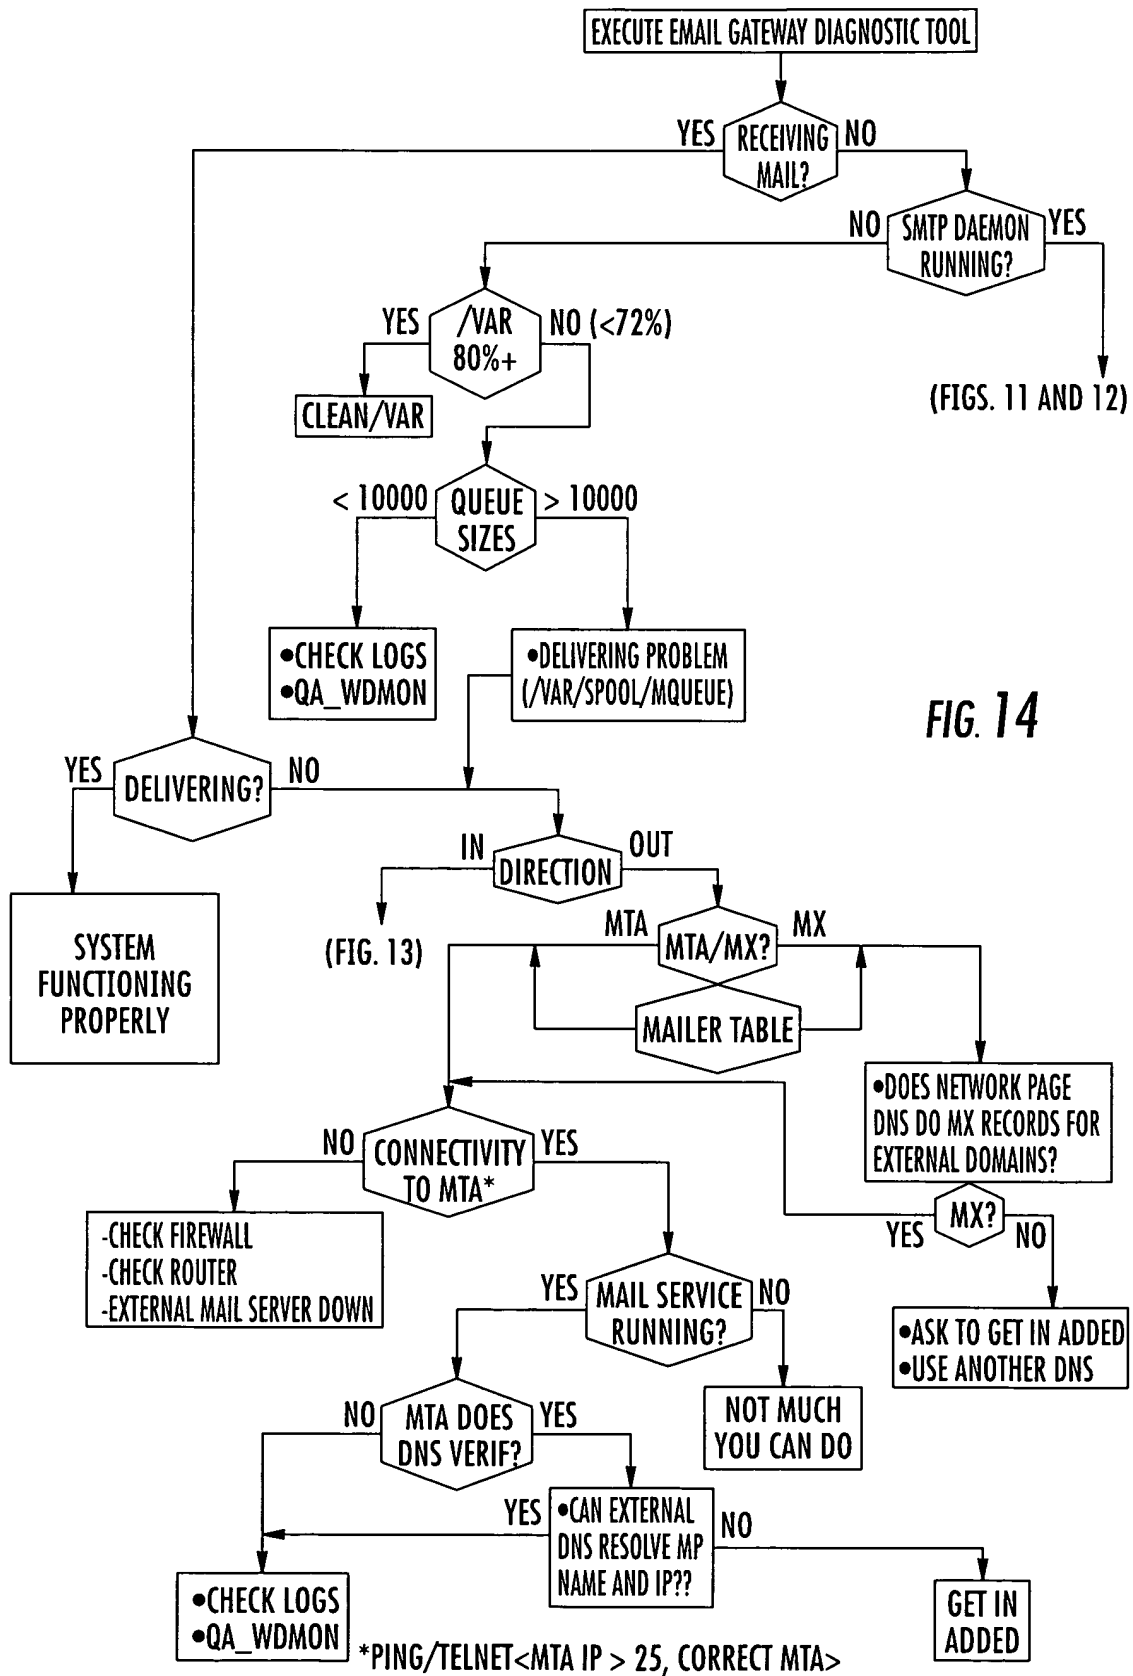 EXECUTE EMAIL GATEWAY DIAGNOSTIC TOOL
YES
RECEIVING
MAIL?
NO
NO
SMTP DAEMON
RUNNING?
YES
(FIGS. 11 AND 12)
YES
/VAR
80%+
NO (<72%)
CLEAN/VAR
< 10000
QUEUE
SIZES
> 10000
•CHECK LOGS
•QA_WDMON
•DELIVERING PROBLEM
(/VAR/SPOOL/MQUEUE)
FIG. 14
YES
DELIVERING?
NO
SYSTEM
FUNCTIONING
PROPERLY
IN
DIRECTION
OUT
(FIG. 13)
MTA
MTA/MX?
MX
MAILER TABLE
•DOES NETWORK PAGE
DNS DO MX RECORDS FOR
EXTERNAL DOMAINS?
YES
MX?
NO
•ASK TO GET IN ADDED
•USE ANOTHER DNS
NO
CONNECTIVITY
TO MTA*
YES
-CHECK FIREWALL
-CHECK ROUTER
-EXTERNAL MAIL SERVER DOWN
YES
MAIL SERVICE
RUNNING?
NO
NOT MUCH
YOU CAN DO
NO
MTA DOES
DNS VERIF?
YES
YES
•CAN EXTERNAL
DNS RESOLVE MP
NAME AND IP??
NO
•CHECK LOGS
•QA_WDMON
GET IN
ADDED
*PING/TELNET<MTA IP > 25, CORRECT MTA>